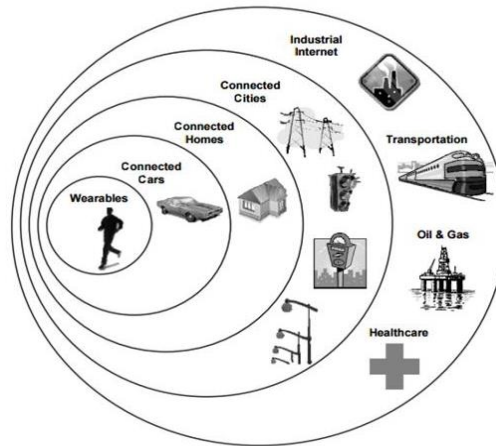 Industrial
Internet
Connected
Cities
Connected
Homes
Transportation
Connected
Cars
Wearables
Oil & Gas
Healthcare